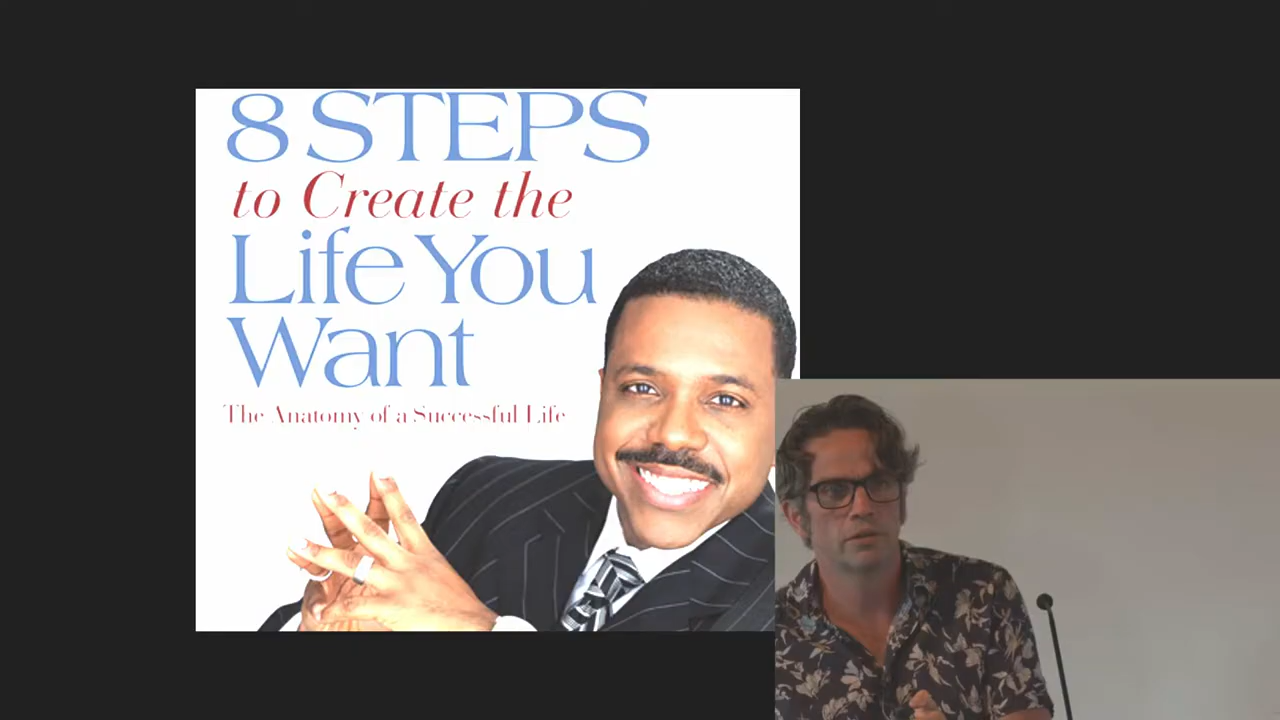 8 STEPS
to Create the
Life You
Want
The Anatomy of a Successful Life